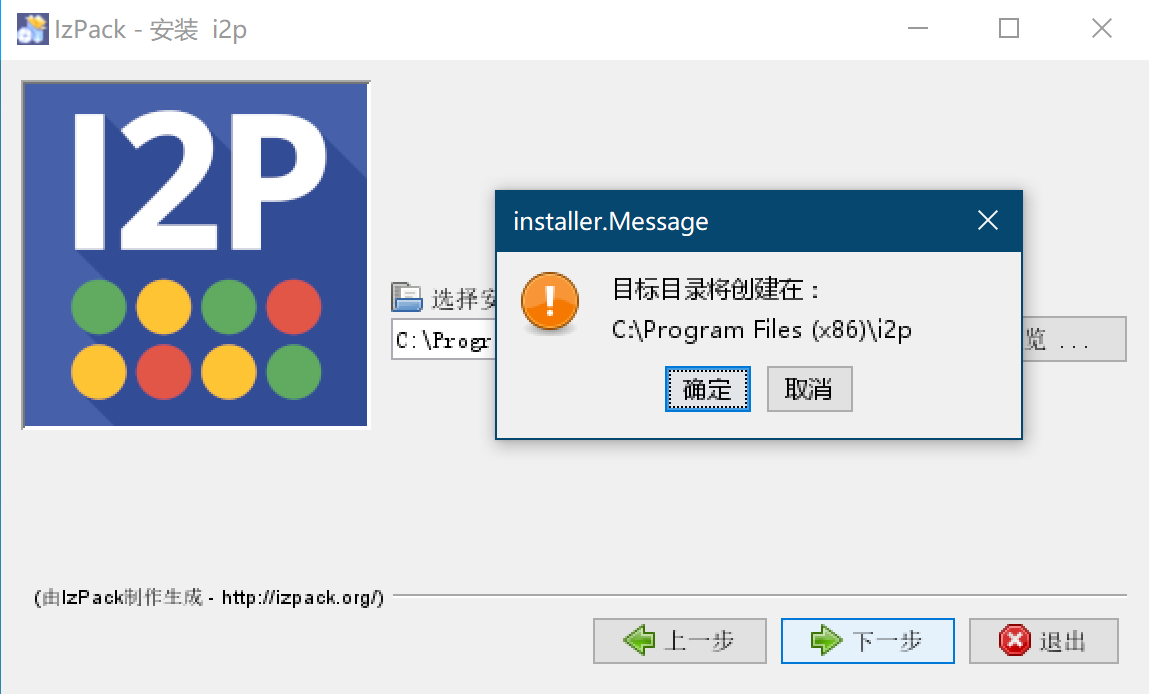 IzPack - 安装 i2p
I2P
installer.Message
目标目录将创建在：
C:\Program Files (x86)\i2p
确定
取消
选择安
C:\Progr
览 ...
(由IzPack制作生成 - http://izpack.org/)
上一步
下一步
退出